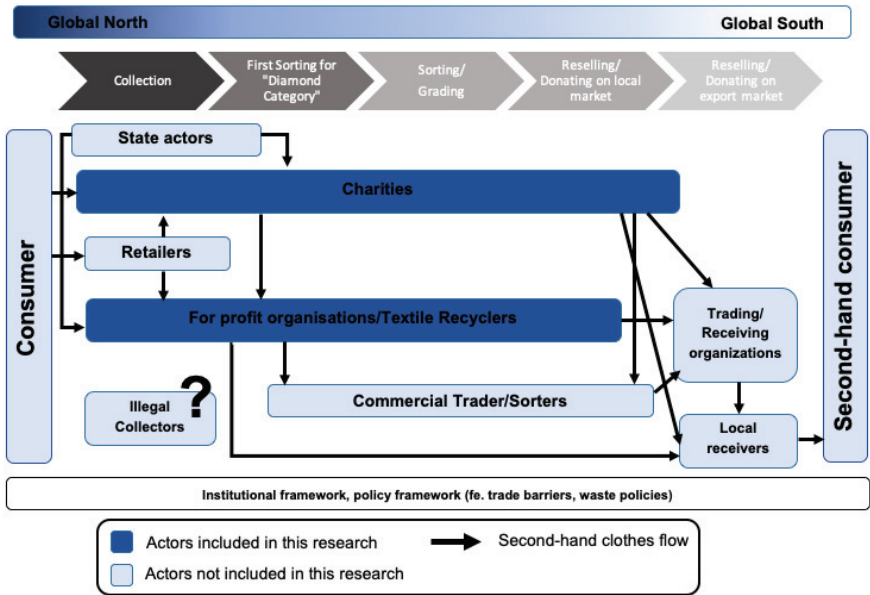 Global North
Global South
Collection
First Sorting for
"Diamond
Category"
Sorting/
Grading
Reselling/
Donating on local
market
Reselling/
Donating on
export market
Consumer
State actors
Charities
Retailers
For profit organisations/Textile Recyclers
Trading/
Receiving
organizations
Illegal
Collectors
?
Commercial Trader/Sorters
Local
receivers
Second-hand consumer
Institutional framework, policy framework (fe. trade barriers, waste policies)
Actors included in this research
Second-hand clothes flow
Actors not included in this research